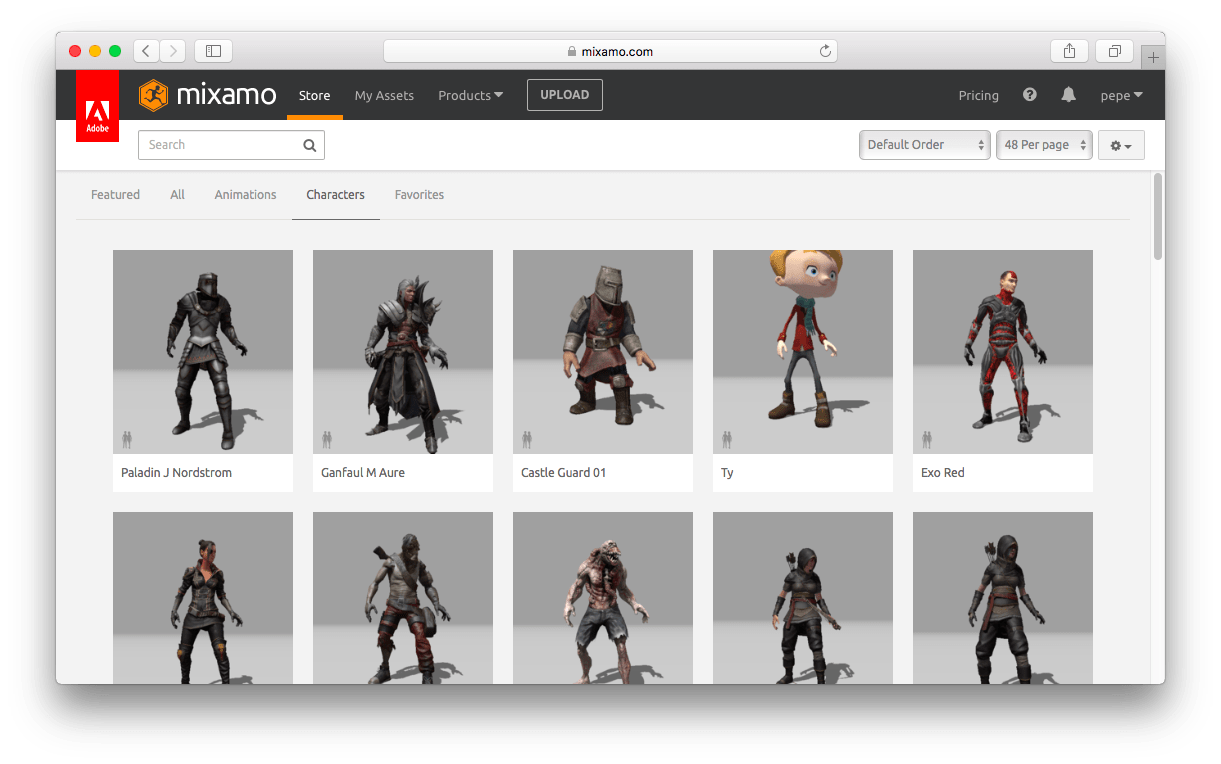 mixamo.com
Adobe
mixamo
Store
My Assets
Products
UPLOAD
Pricing
pepe
Search
Default Order
48 Per page
Featured
All
Animations
Characters
Favorites
Paladin J Nordstrom
Ganfaul M Aure
Castle Guard 01
Ty
Exo Red